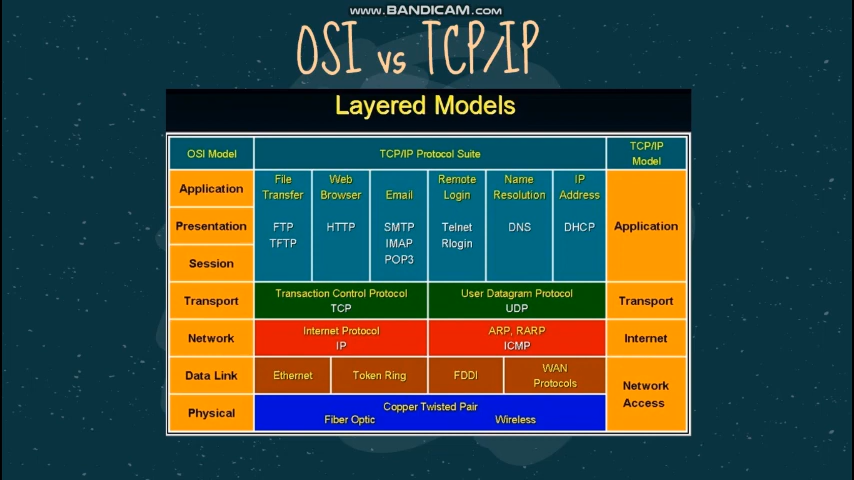 www.BANDICAM.com
OSI vs TCP/IP
Layered Models
OSI Model
TCP/IP Protocol Suite
TCP/IP
Model
Application
File
Transfer
Web
Browser
Email
Remote
Login
Name
Resolution
IP
Address
Presentation
FTP
TFTP
HTTP
SMTP
IMAP
POP3
Telnet
Rlogin
DNS
DHCP
Application
Session
Transport
Transaction Control Protocol
TCP
User Datagram Protocol
UDP
Transport
Network
Internet Protocol
IP
ARP, RARP
ICMP
Internet
Data Link
Ethernet
Token Ring
FDDI
WAN
Protocols
Network
Access
Physical
Copper Twisted Pair
Fiber Optic
Wireless